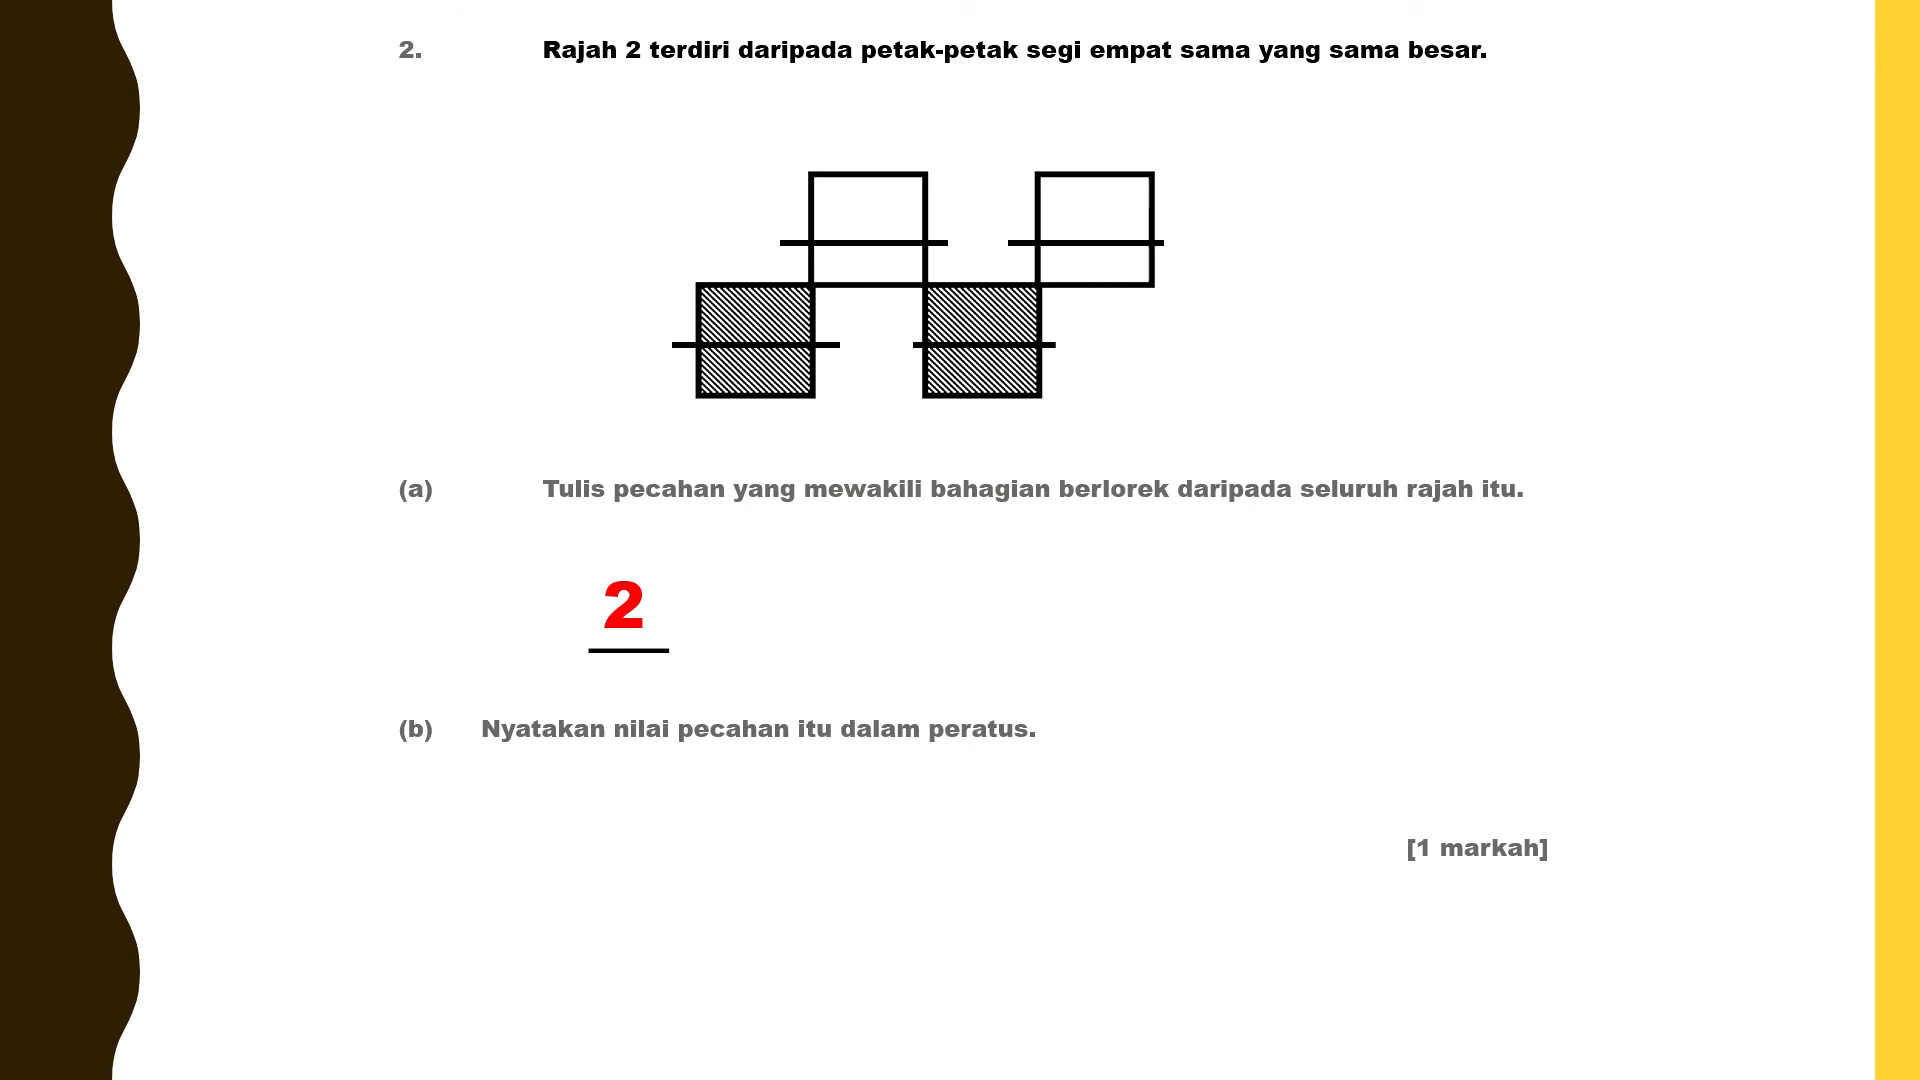 2. Rajah 2 terdiri daripada petak-petak segi empat sama yang sama besar.
(a) Tulis pecahan yang mewakili bahagian berlorek daripada seluruh rajah itu.
2
(b) Nyatakan nilai pecahan itu dalam peratus.
[1 markah]